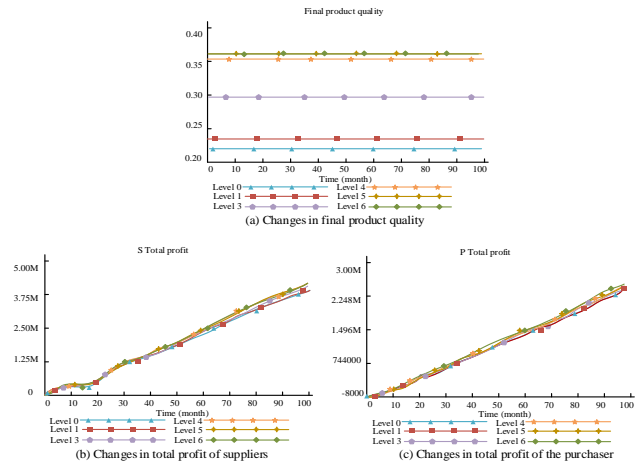 Final product quality
0.40
0.35
0.30
0.25
0.20
0 10 20 30 40 50 60 70 80 90 100
Time (month)
Level 0 Level 4
Level 1 Level 5
Level 3 Level 6
(a) Changes in final product quality
S Total profit
5.00M
3.75M
2.50M
1.25M
0
0 10 20 30 40 50 60 70 80 90 100
Time (month)
Level 0 Level 4
Level 1 Level 5
Level 3 Level 6
(b) Changes in total profit of suppliers
P Total profit
3.00M
2.248M
1.496M
744000
-8000
0 10 20 30 40 50 60 70 80 90 100
Time (month)
Level 0 Level 4
Level 1 Level 5
Level 3 Level 6
(c) Changes in total profit of the purchaser